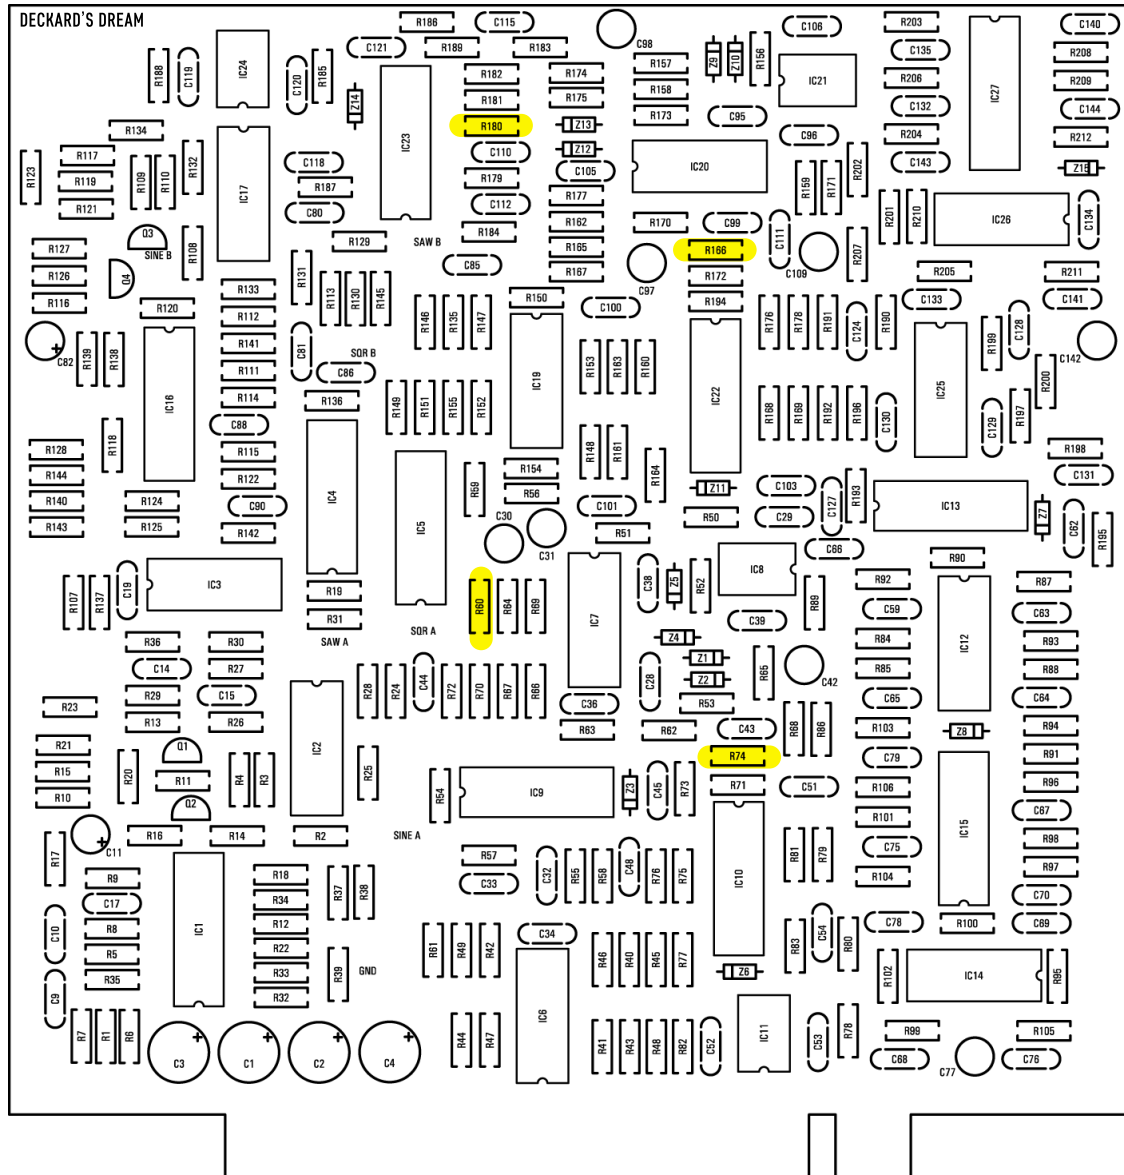 DECKARD'S DREAM
R186
C115
C98
C106
R203
C140
C121
R189
R183
Z9
Z10
R156
C135
R208
R188
C119
IC24
C120
R185
Z14
IC23
R182
R174
R157
IC21
R206
IC27
R209
R181
R175
R158
C132
C144
R134
R180
Z13
R173
C95
C96
R204
R212
R123
R117
R109
R110
R132
IC17
C118
C110
Z12
IC20
R159
R171
R202
C143
Z15
R119
R187
R179
C105
R121
C80
C112
R177
R162
R170
C99
C111
R201
R210
IC26
C134
Q3
SINE B
R108
R129
SAW B
R184
R165
R166
C109
R207
R127
R126
Q4
R131
C85
R167
C97
R172
R205
R211
R116
R120
R133
R113
R130
R145
R150
C100
R194
C133
C141
C82
R139
R138
IC16
R112
R146
R135
R147
IC19
IC22
R176
R178
R191
C124
R190
IC25
R199
C128
C142
R141
C81
SQR B
R153
R163
R160
R111
C86
R200
R114
R136
R149
R151
R155
R152
R168
R169
R192
R196
C130
C129
R197
C88
R118
R128
R115
IC4
IC5
R59
R148
R161
R164
R198
R144
R122
R154
C131
R140
R124
C90
R56
Z11
C103
C127
R193
IC13
Z7
C62
R195
R143
R125
R142
C30
C31
C101
R51
R50
C29
C66
IC3
IC7
C38
Z5
R52
IC8
R90
R107
R137
C19
R19
R60
R64
R69
R89
R92
IC12
R87
R31
SAW A
SQR A
C39
C59
C63
R36
R30
Z4
R84
R93
C14
R27
R28
R24
C44
R72
R70
R67
R66
C28
Z1
R65
C42
R85
R88
R29
C15
Z2
R23
R13
R26
IC2
C36
R53
C65
C64
R21
Q1
R25
R63
R62
C43
R68
R86
R103
Z8
R94
R15
R20
R11
R4
R3
R54
IC9
Z3
C45
R73
R74
C79
IC15
R91
R10
Q2
R71
C51
R106
R96
C11
R16
R14
R2
SINE A
IC10
R101
C67
R17
IC1
R57
C32
R55
R58
C48
R76
R75
R81
R79
C75
R98
R9
R18
R37
R38
C33
R104
R97
C17
R34
C70
C10
R8
R12
R61
R49
R42
C34
R83
C54
R80
C78
R100
C69
R5
R22
R39
GND
IC6
R46
R40
R45
R77
R102
IC14
R95
C9
R35
R33
Z6
R32
R7
R1
R6
C3
C1
C2
C4
R44
R47
R41
R43
R48
R82
C52
IC11
C53
R78
R99
R105
C68
C77
C76